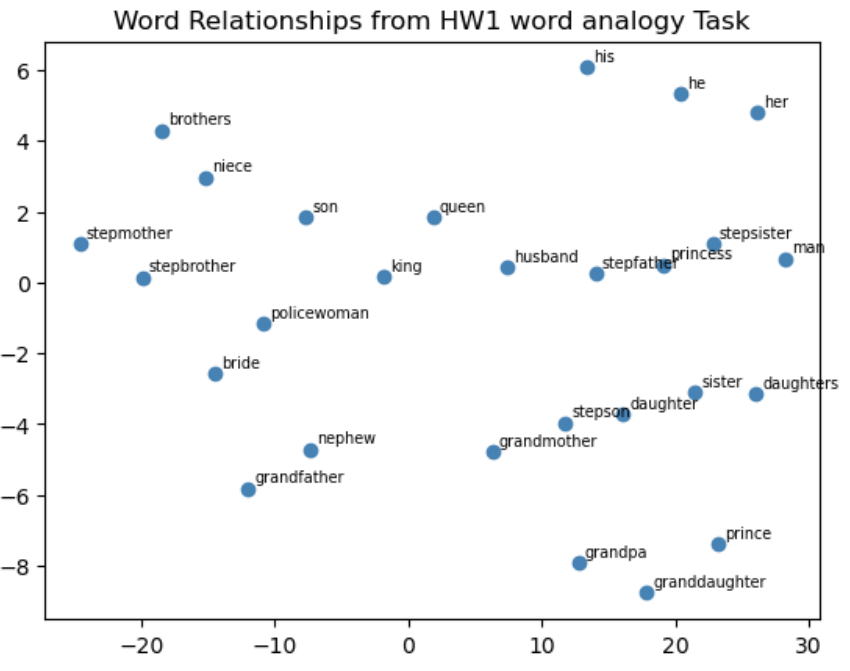 Word Relationships from HW1 word analogy Task
6
his
he
her
4
brothers
niece
2
son
queen
stepmother
stepsister
man
princess
husband
stepfather
king
stepbrother
0
policewoman
−2
bride
sister
daughters
daughter
stepson
−4
nephew
grandmother
grandfather
−6
prince
grandpa
−8
granddaughter
−20
−10
0
10
20
30